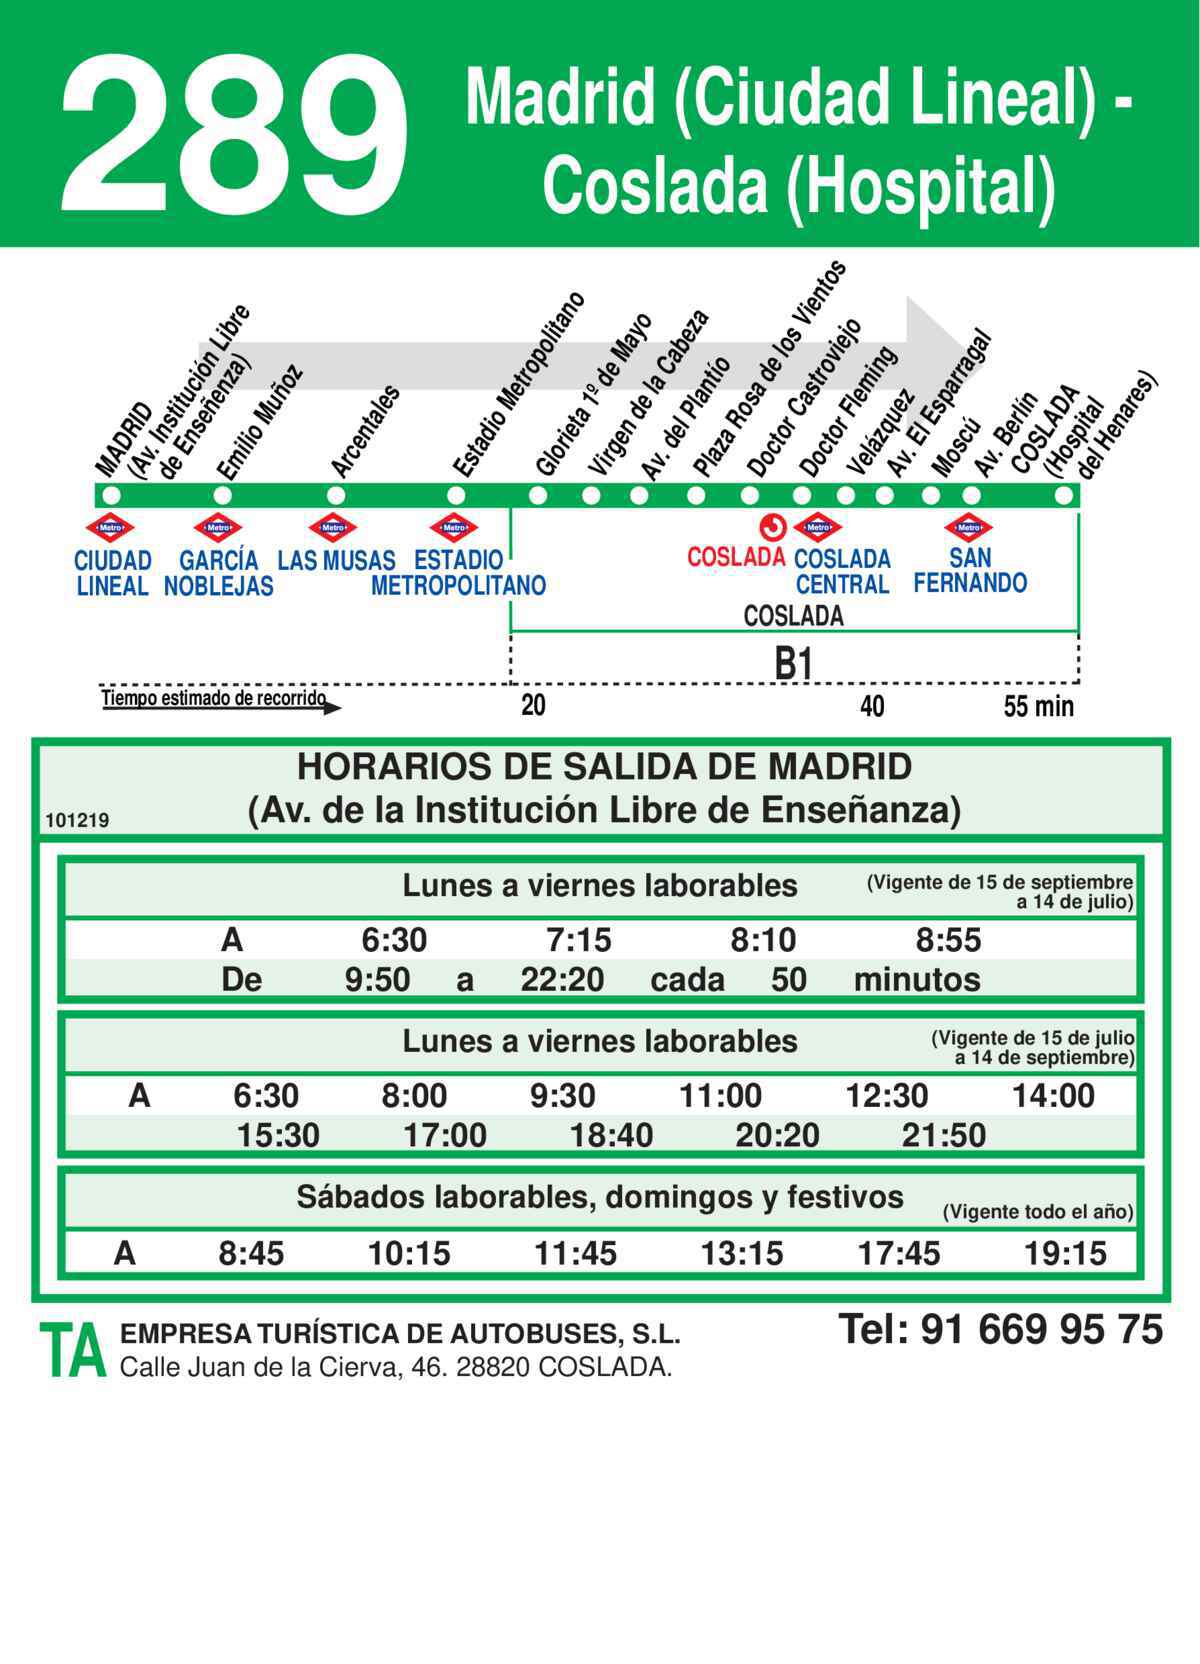 289
Madrid (Ciudad Lineal) -
Coslada (Hospital)
MADRID
(Av. Institución Libre
de Enseñenza)
Emilio Muñoz
Arcentales
Estadio Metropolitano
Glorieta 1º de Mayo
Virgen de la Cabeza
Av. del Plantío
Plaza Rosa de los Vientos
Doctor Castroviejo
Doctor Fleming
Velázquez
Av. El Esparragal
Moscú
Av. Berlín
COSLADA
(Hospital
del Henares)
Metro Metro Metro Metro Metro Metro
CIUDAD
LINEAL
GARCÍA
NOBLEJAS
LAS MUSAS
ESTADIO
METROPOLITANO
COSLADA
COSLADA
CENTRAL
SAN
FERNANDO
COSLADA
B1
Tiempo estimado de recorrido 20 40 55 min
HORARIOS DE SALIDA DE MADRID
(Av. de la Institución Libre de Enseñanza)
101219
Lunes a viernes laborables (Vigente de 15 de septiembre
a 14 de julio)
A 6:30 7:15 8:10 8:55
De 9:50 a 22:20 cada 50 minutos
Lunes a viernes laborables (Vigente de 15 de julio
a 14 de septiembre)
A 6:30 8:00 9:30 11:00 12:30 14:00
15:30 17:00 18:40 20:20 21:50
Sábados laborables, domingos y festivos (Vigente todo el año)
A 8:45 10:15 11:45 13:15 17:45 19:15
TA EMPRESA TURÍSTICA DE AUTOBUSES, S.L. Tel: 91 669 95 75
Calle Juan de la Cierva, 46. 28820 COSLADA.